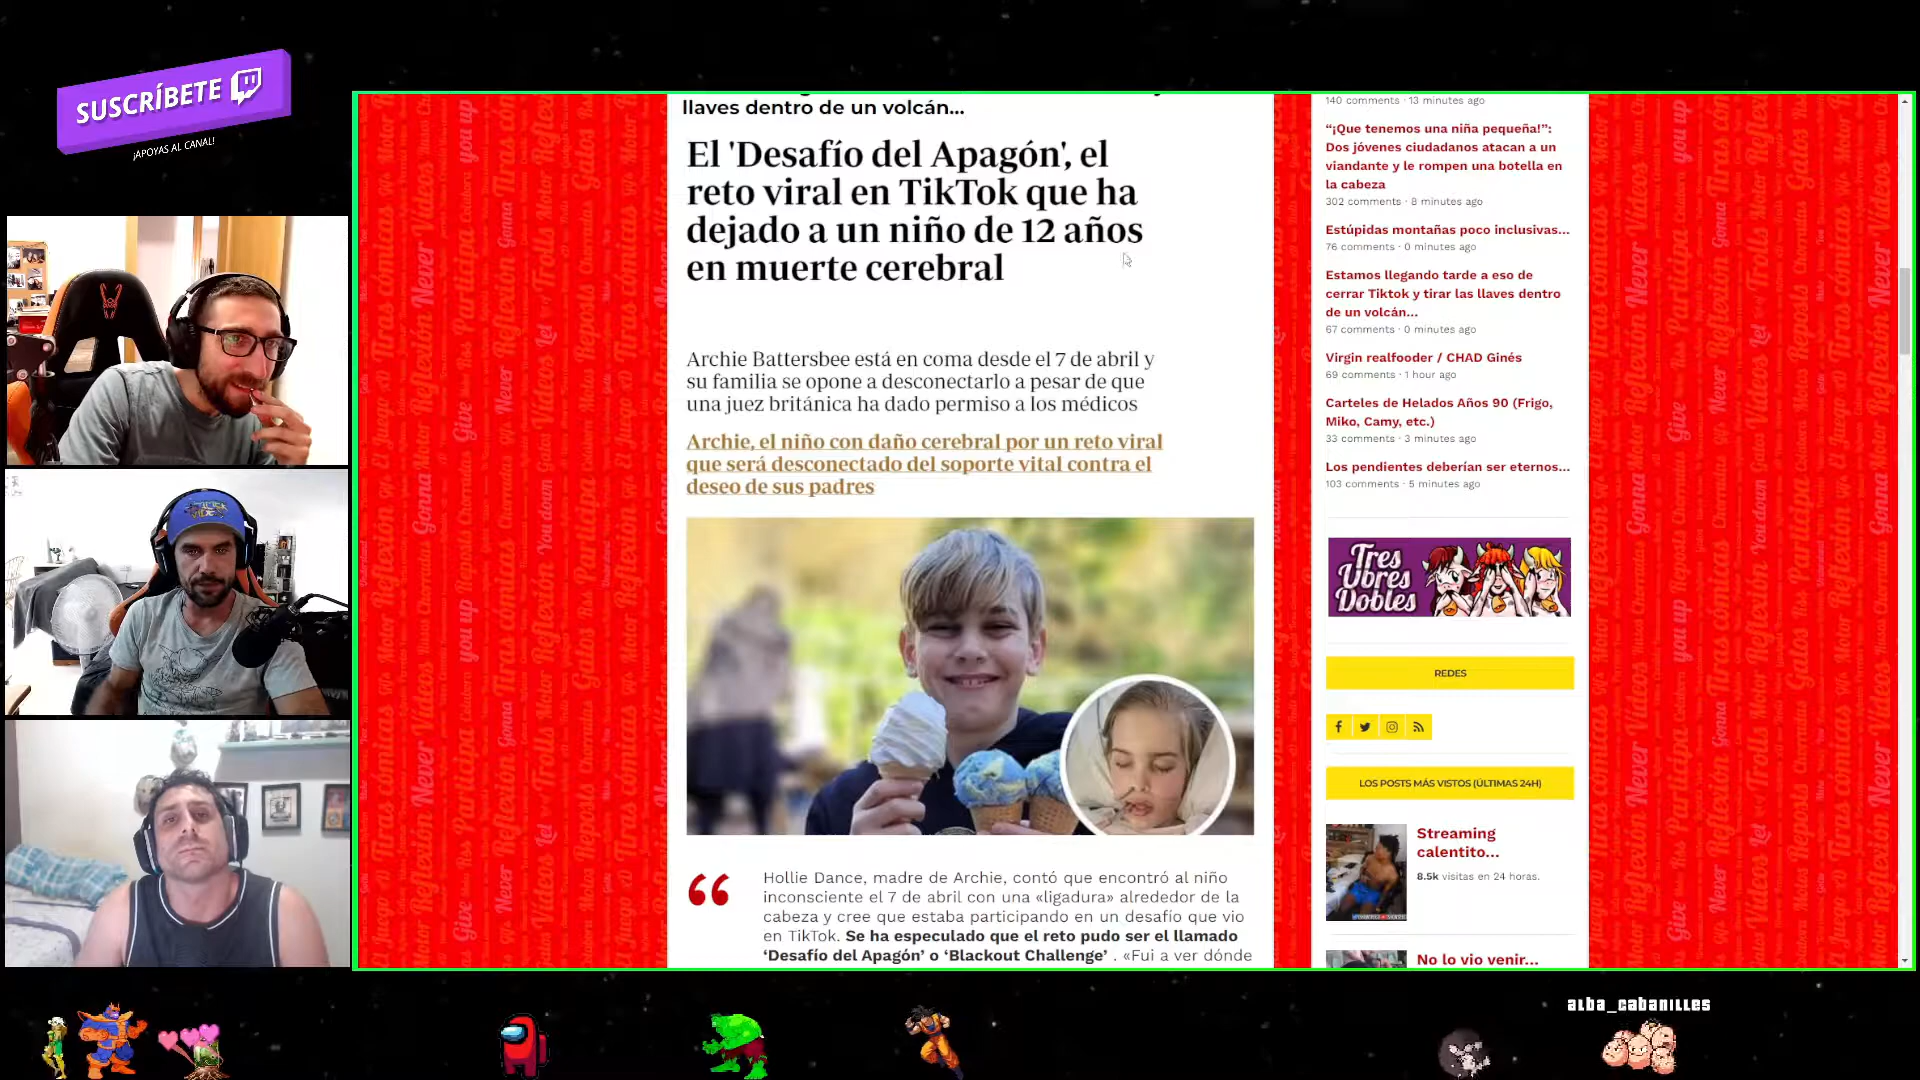 SUSCRÍBETE
¡APOYAS AL CANAL!
llaves dentro de un volcán...
El 'Desafío del Apagón', el
reto viral en TikTok que ha
dejado a un niño de 12 años
en muerte cerebral
Archie Battersbee está en coma desde el 7 de abril y
su familia se opone a desconectarlo a pesar de que
una juez británica ha dado permiso a los médicos
Archie, el niño con daño cerebral por un reto viral
que será desconectado del soporte vital contra el
deseo de sus padres
“
Hollie Dance, madre de Archie, contó que encontró al niño
inconsciente el 7 de abril con una «ligadura» alrededor de la
cabeza y cree que estaba participando en un desafío que vio
en TikTok. Se ha especulado que el reto pudo ser el llamado
‘Desafío del Apagón’ o ‘Blackout Challenge’ . «Fui a ver dónde
140 comments · 13 minutes ago
“¡Que tenemos una niña pequeña!”:
Dos jóvenes ciudadanos atacan a un
viandante y le rompen una botella en
la cabeza
302 comments · 8 minutes ago
Estúpidas montañas poco inclusivas...
76 comments · 0 minutes ago
Estamos llegando tarde a eso de
cerrar Tiktok y tirar las llaves dentro
de un volcán...
67 comments · 0 minutes ago
Virgin realfooder / CHAD Ginés
69 comments · 1 hour ago
Carteles de Helados Años 90 (Frigo,
Miko, Camy, etc.)
33 comments · 3 minutes ago
Los pendientes deberían ser eternos...
103 comments · 5 minutes ago
Tres
Ubres
Dobles
REDES
LOS POSTS MÁS VISTOS (ÚLTIMAS 24H)
Streaming
calentito...
8.5k visitas en 24 horas.
No lo vio venir...
alba_cabanilles